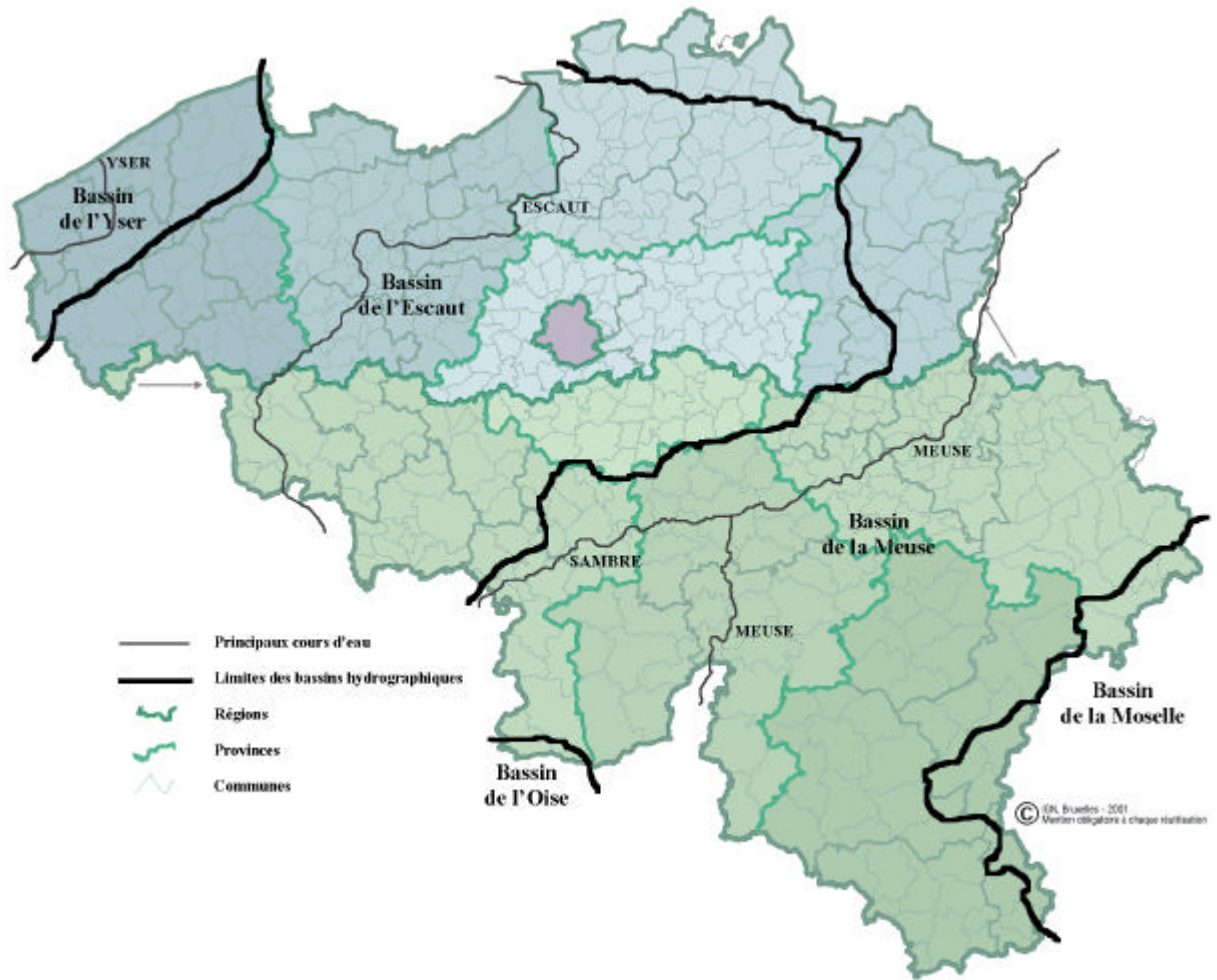 YSER
Bassin
de l'Yser
ESCAUT
Bassin
de l'Escaut
MEUSE
Bassin
de la Meuse
SAMBRE
MEUSE
Principaux cours d'eau
Limites des bassins hydrographiques
Régions
Provinces
Communes
Bassin
de la Moselle
Bassin
de l'Oise
© IGN, Bruxelles - 2001
Mention obligatoire à chaque réutilisation